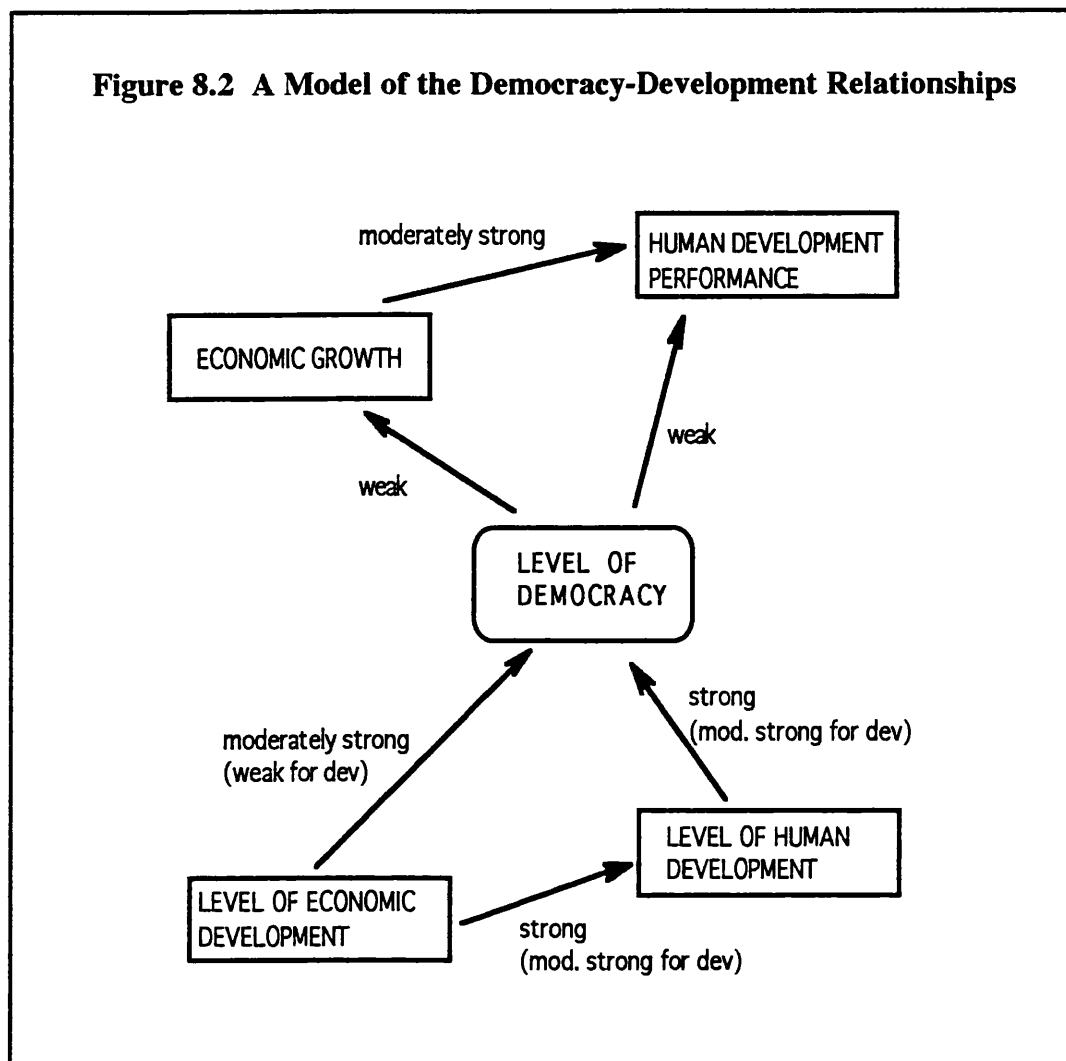 Figure 8.2 A Model of the Democracy-Development Relationships
moderately strong
HUMAN DEVELOPMENT
PERFORMANCE
ECONOMIC GROWTH
weak
weak
LEVEL OF
DEMOCRACY
strong
(mod. strong for dev)
moderately strong
(weak for dev)
LEVEL OF HUMAN
DEVELOPMENT
LEVEL OF ECONOMIC
DEVELOPMENT
strong
(mod. strong for dev)